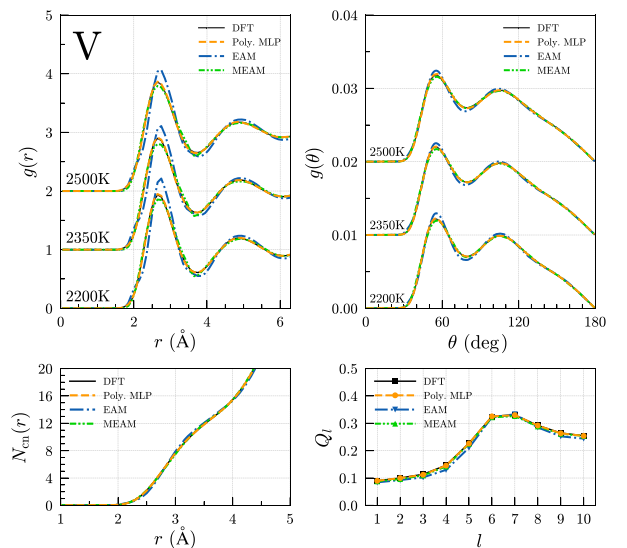 V
DFT
Poly. MLP
EAM
MEAM
2500K
2350K
2200K
5
4
3
2
1
0
g(r)
0 2 4 6
r (Å)
DFT
Poly. MLP
EAM
MEAM
2500K
2350K
2200K
0.04
0.03
0.02
0.01
0.00
g(θ)
0 60 120 180
θ (deg)
DFT
Poly. MLP
EAM
MEAM
20
16
12
8
4
0
N_cn(r)
1 2 3 4 5
r (Å)
DFT
Poly. MLP
EAM
MEAM
0.5
0.4
0.3
0.2
0.1
0.0
Q_l
1 2 3 4 5 6 7 8 9 10
l